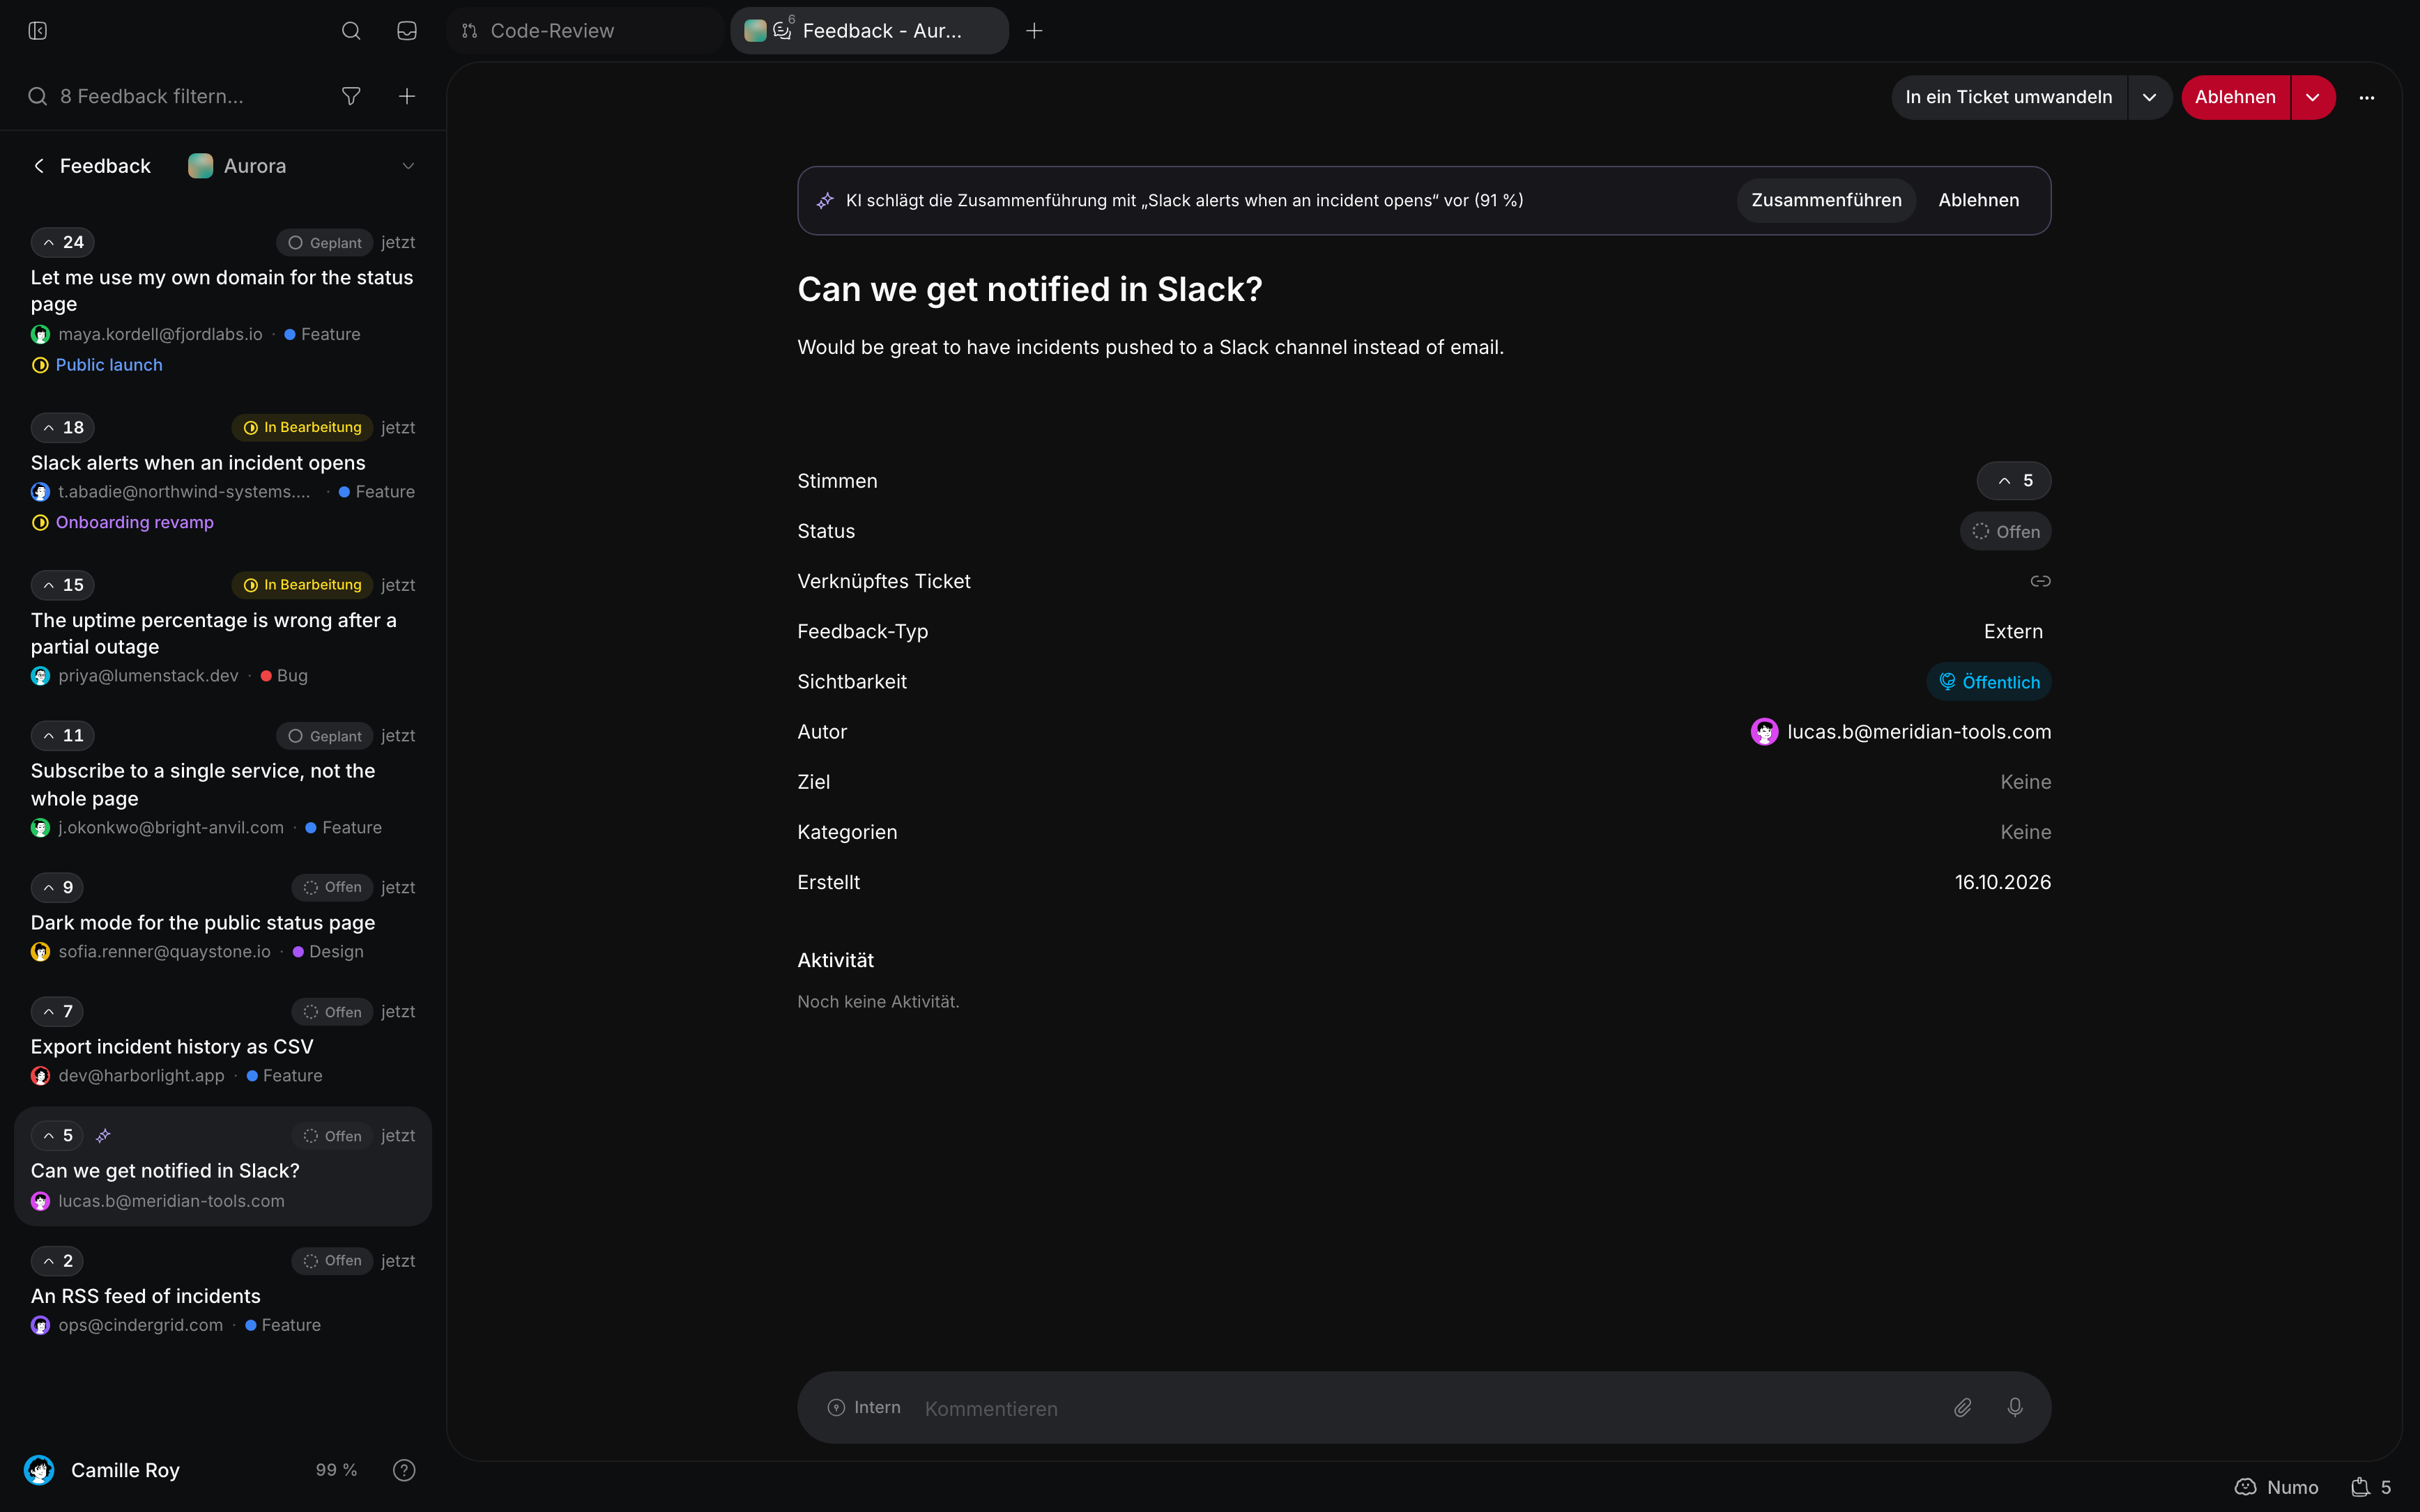 Code-Review
6
Feedback - Aur...
8 Feedback filtern...
In ein Ticket umwandeln
Ablehnen
Feedback
Aurora
24
Geplant
jetzt
Let me use my own domain for the status
page
maya.kordell@fjordlabs.io · Feature
Public launch
18
In Bearbeitung
jetzt
Slack alerts when an incident opens
t.abadie@northwind-systems.... · Feature
Onboarding revamp
15
In Bearbeitung
jetzt
The uptime percentage is wrong after a
partial outage
priya@lumenstack.dev · Bug
11
Geplant
jetzt
Subscribe to a single service, not the
whole page
j.okonkwo@bright-anvil.com · Feature
9
Offen
jetzt
Dark mode for the public status page
sofia.renner@quaystone.io · Design
7
Offen
jetzt
Export incident history as CSV
dev@harborlight.app · Feature
5
Offen
jetzt
Can we get notified in Slack?
lucas.b@meridian-tools.com
2
Offen
jetzt
An RSS feed of incidents
ops@cindergrid.com · Feature
Camille Roy
99 %
KI schlägt die Zusammenführung mit „Slack alerts when an incident opens“ vor (91 %)
Zusammenführen
Ablehnen
Can we get notified in Slack?
Would be great to have incidents pushed to a Slack channel instead of email.
Stimmen
5
Status
Offen
Verknüpftes Ticket
Feedback-Typ
Extern
Sichtbarkeit
Öffentlich
Autor
lucas.b@meridian-tools.com
Ziel
Keine
Kategorien
Keine
Erstellt
16.10.2026
Aktivität
Noch keine Aktivität.
Intern
Kommentieren
Numo
5